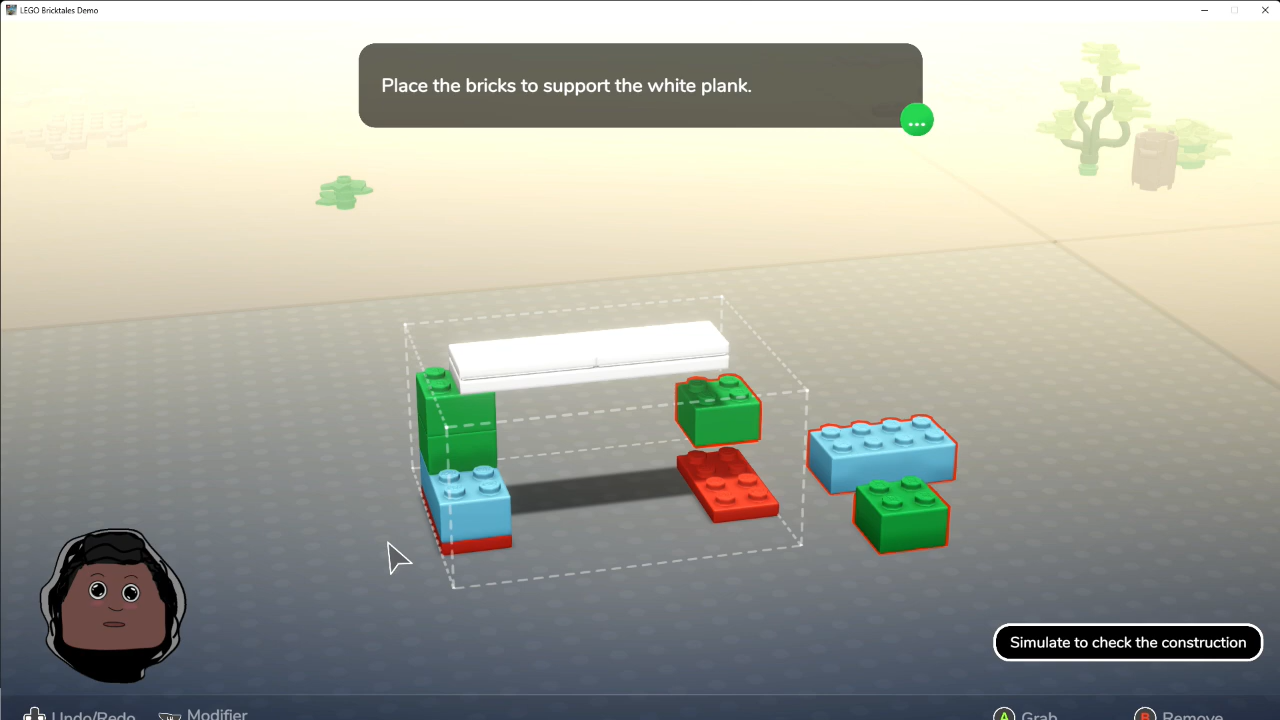 LEGO Bricktales Demo
Place the bricks to support the white plank.
Simulate to check the construction
Undo/Redo
Modifier
A Grab
B Remove